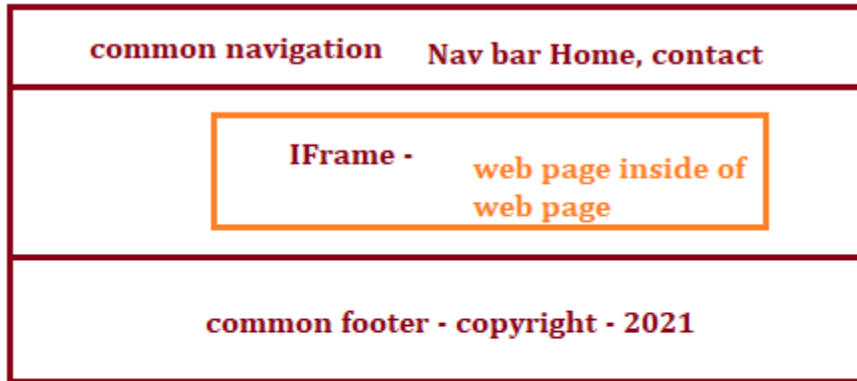 common navigation Nav bar Home, contact
IFrame - web page inside of
web page
common footer - copyright - 2021